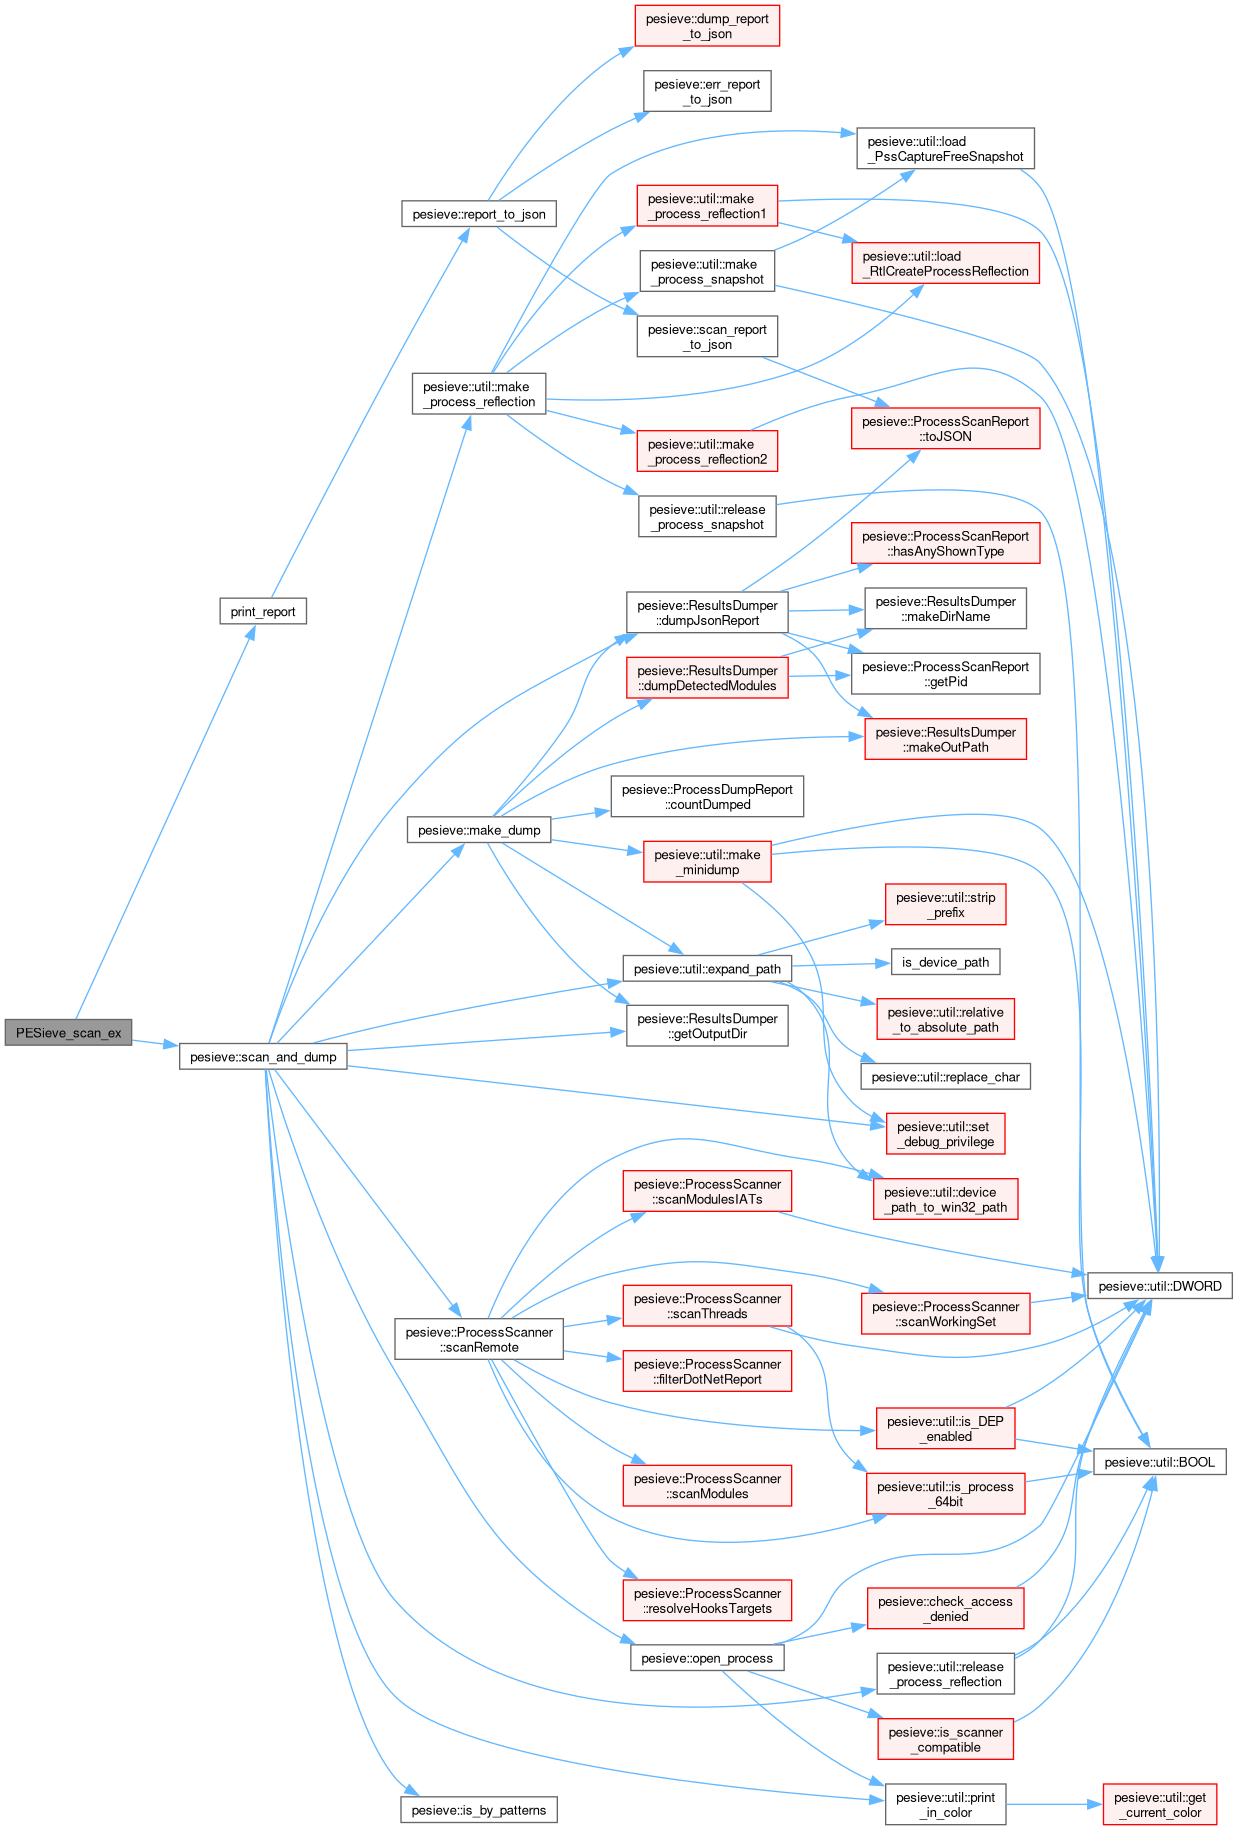 pesieve::dump_report
_to_json
pesieve::err_report
_to_json
pesieve::util::load
_PssCaptureFreeSnapshot
pesieve::util::make
_process_reflection1
pesieve::report_to_json
pesieve::util::load
_RtlCreateProcessReflection
pesieve::util::make
_process_snapshot
pesieve::scan_report
_to_json
pesieve::util::make
_process_reflection
pesieve::ProcessScanReport
::toJSON
pesieve::util::make
_process_reflection2
pesieve::util::release
_process_snapshot
pesieve::ProcessScanReport
::hasAnyShownType
print_report
pesieve::ResultsDumper
::dumpJsonReport
pesieve::ResultsDumper
::makeDirName
pesieve::ResultsDumper
::dumpDetectedModules
pesieve::ProcessScanReport
::getPid
pesieve::ResultsDumper
::makeOutPath
pesieve::ProcessDumpReport
::countDumped
pesieve::make_dump
pesieve::util::make
_minidump
pesieve::util::strip
_prefix
pesieve::util::expand_path
is_device_path
PESieve_scan_ex
pesieve::ResultsDumper
::getOutputDir
pesieve::util::relative
_to_absolute_path
pesieve::scan_and_dump
pesieve::util::replace_char
pesieve::util::set
_debug_privilege
pesieve::ProcessScanner
::scanModulesIATs
pesieve::util::device
_path_to_win32_path
pesieve::util::DWORD
pesieve::ProcessScanner
::scanThreads
pesieve::ProcessScanner
::scanWorkingSet
pesieve::ProcessScanner
::scanRemote
pesieve::ProcessScanner
::filterDotNetReport
pesieve::util::is_DEP
_enabled
pesieve::util::BOOL
pesieve::ProcessScanner
::scanModules
pesieve::util::is_process
_64bit
pesieve::ProcessScanner
::resolveHooksTargets
pesieve::check_access
_denied
pesieve::open_process
pesieve::util::release
_process_reflection
pesieve::is_scanner
_compatible
pesieve::is_by_patterns
pesieve::util::print
_in_color
pesieve::util::get
_current_color